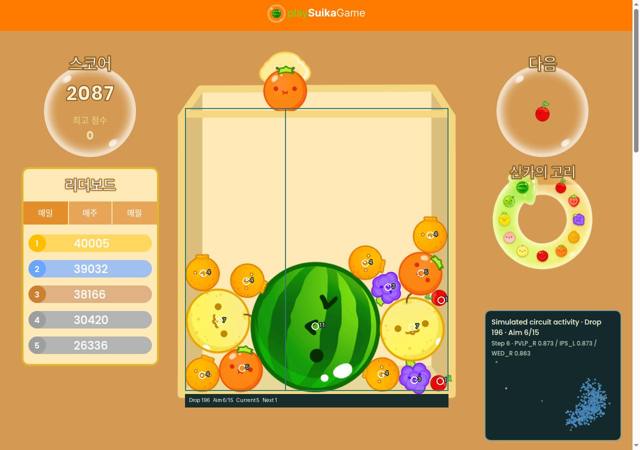 playSuikaGame
스코어
2087
최고 점수
0
리더보드
매일
매주
매월
1 40005
2 39032
3 38166
4 30420
5 26336
다음
Simulated circuit activity · Drop
196 · Aim 6/15
Step 6 · PVLP_R 0.873 / IPS_L 0.873 /
WED_R 0.863
Drop 196 Aim 6/15 Current 5 Next 1